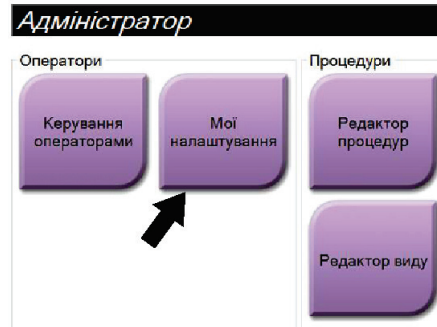 Адміністратор
Оператори
Керування
операторами
Мої
налаштування
Процедури
Редактор
процедур
Редактор виду